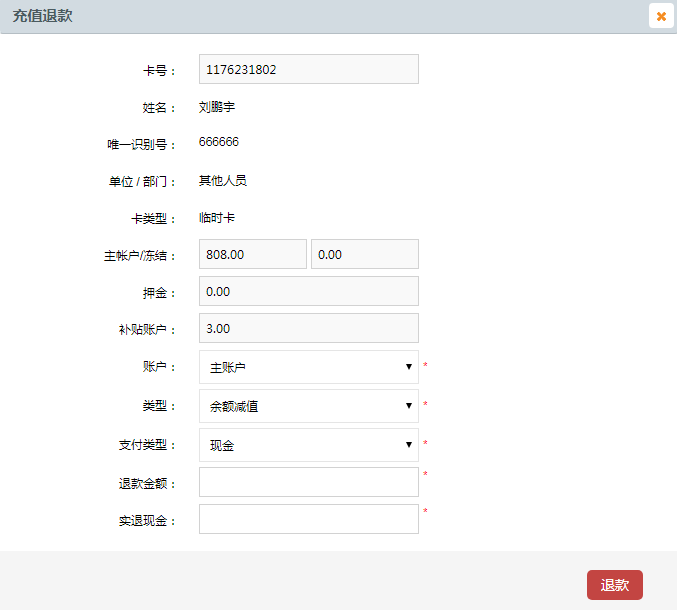 充值退款
卡号： 1176231802
姓名： 刘鹏宇
唯一识别号： 666666
单位 / 部门： 其他人员
卡类型： 临时卡
主帐户/冻结： 808.00 0.00
押金： 0.00
补贴账户： 3.00
账户： 主账户 *
类型： 余额减值 *
支付类型： 现金 *
退款金额： *
实退现金： *
退款